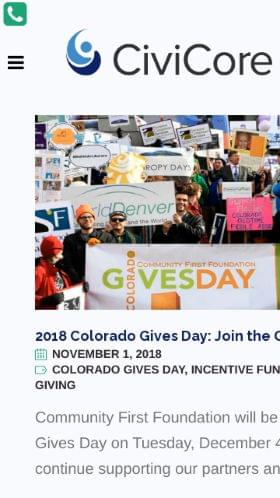 CiviCore
ROPY DAYS
ldDenver
COMMUNITY FIRST FOUNDATION
COLORADO
GIVESDAY
2018 Colorado Gives Day: Join the
NOVEMBER 1, 2018
COLORADO GIVES DAY, INCENTIVE FUN
GIVING
Community First Foundation will be
Gives Day on Tuesday, December 4
continue supporting our partners an